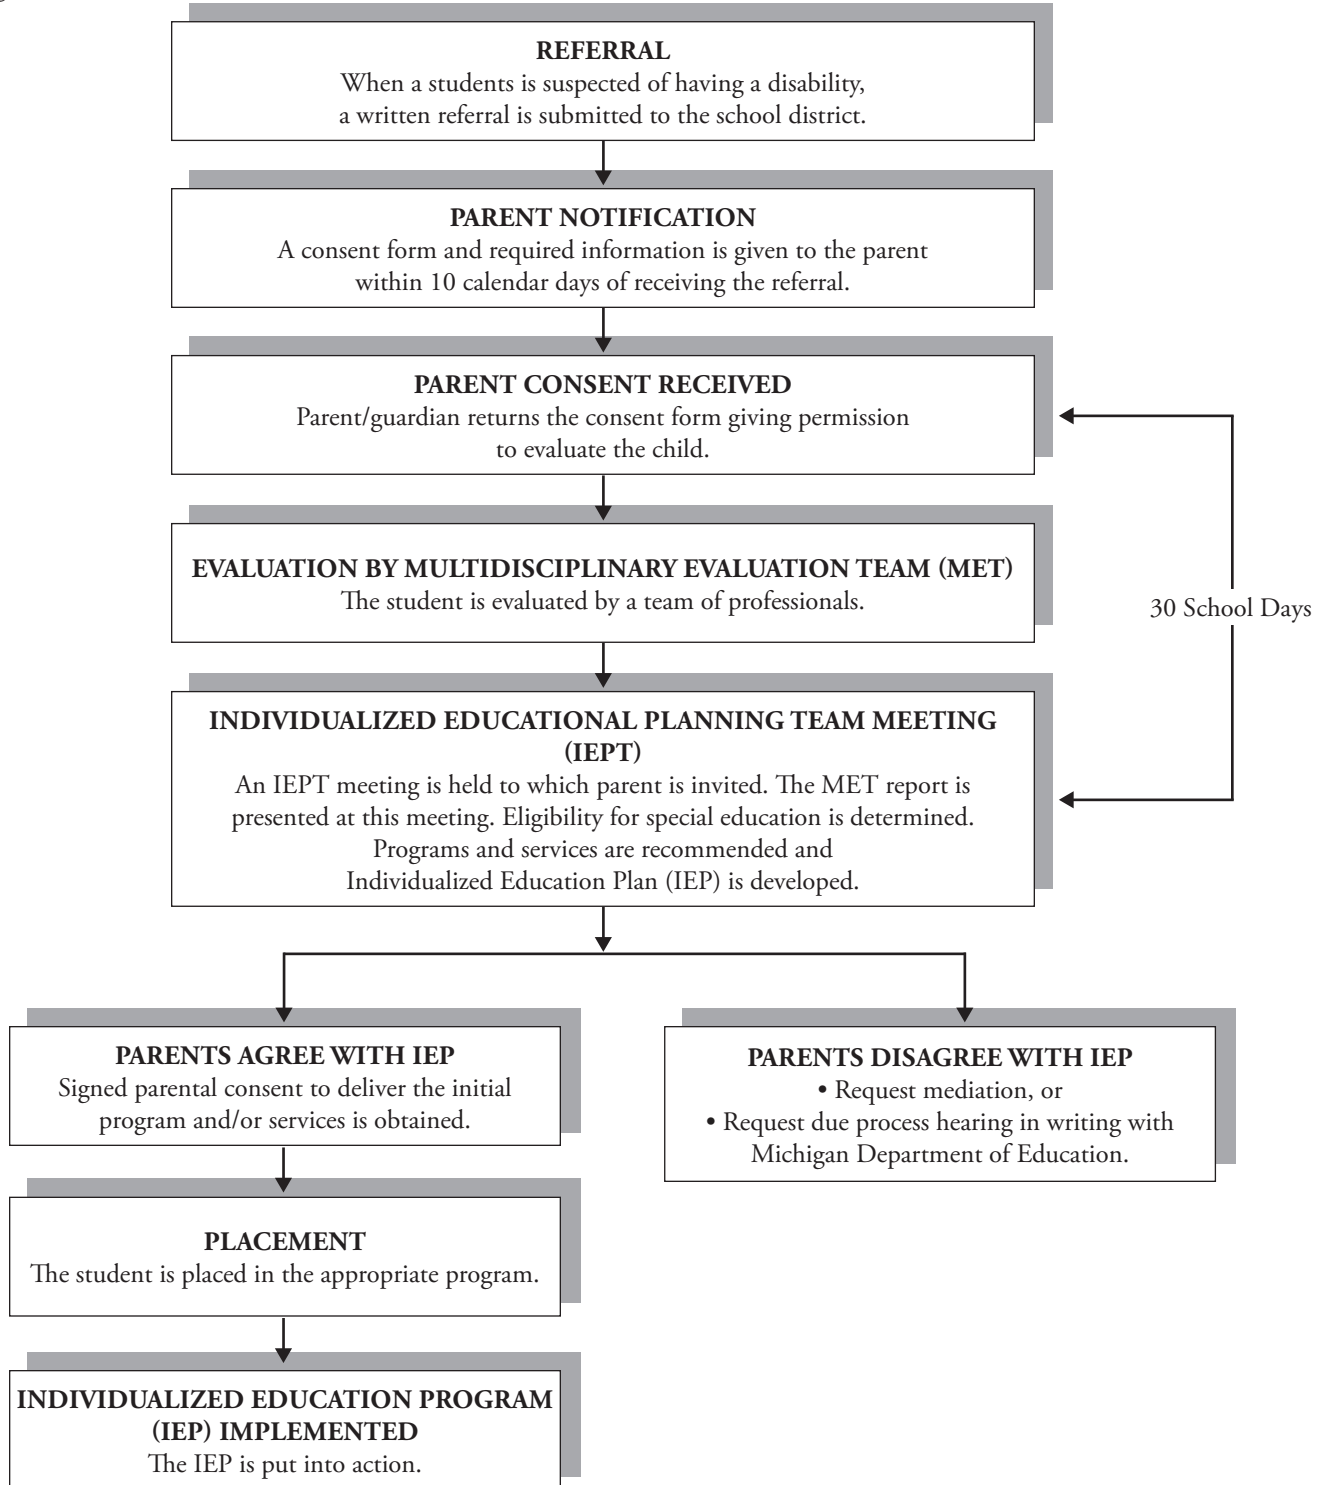 REFERRAL
When a students is suspected of having a disability,
a written referral is submitted to the school district.
PARENT NOTIFICATION
A consent form and required information is given to the parent
within 10 calendar days of receiving the referral.
PARENT CONSENT RECEIVED
Parent/guardian returns the consent form giving permission
to evaluate the child.
EVALUATION BY MULTIDISCIPLINARY EVALUATION TEAM (MET)
The student is evaluated by a team of professionals.
30 School Days
INDIVIDUALIZED EDUCATIONAL PLANNING TEAM MEETING
(IEPT)
An IEPT meeting is held to which parent is invited. The MET report is
presented at this meeting. Eligibility for special education is determined.
Programs and services are recommended and
Individualized Education Plan (IEP) is developed.
PARENTS AGREE WITH IEP
Signed parental consent to deliver the initial
program and/or services is obtained.
PARENTS DISAGREE WITH IEP
• Request mediation, or
• Request due process hearing in writing with
Michigan Department of Education.
PLACEMENT
The student is placed in the appropriate program.
INDIVIDUALIZED EDUCATION PROGRAM
(IEP) IMPLEMENTED
The IEP is put into action.